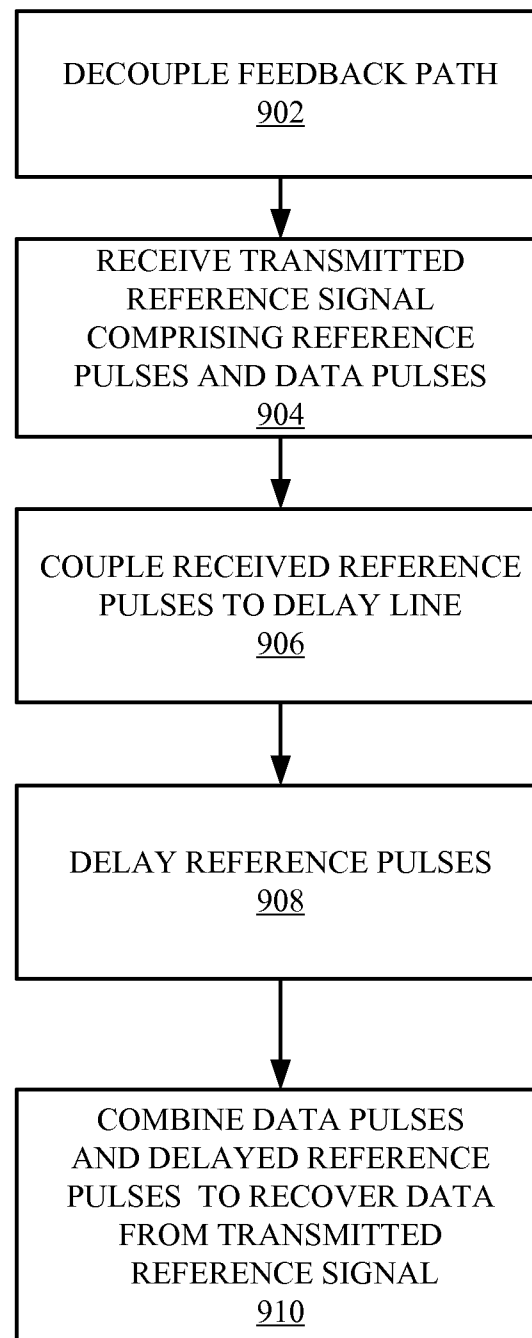 DECOUPLE FEEDBACK PATH
902
RECEIVE TRANSMITTED
REFERENCE SIGNAL
COMPRISING REFERENCE
PULSES AND DATA PULSES
904
COUPLE RECEIVED REFERENCE
PULSES TO DELAY LINE
906
DELAY REFERENCE PULSES
908
COMBINE DATA PULSES
AND DELAYED REFERENCE
PULSES TO RECOVER DATA
FROM TRANSMITTED
REFERENCE SIGNAL
910